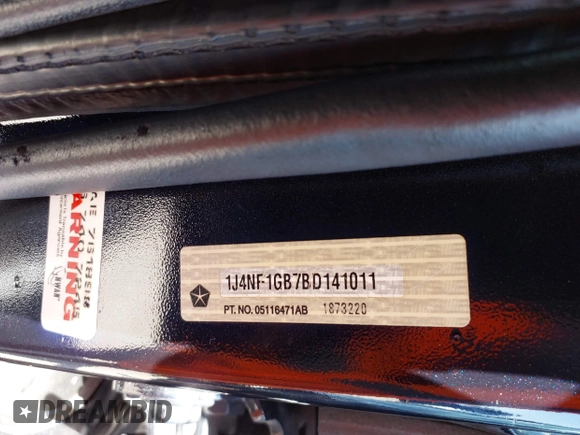 WARNING
1J4NF1GB7BD141011
PT. NO. 05116471AB 1873220
DREAMBID